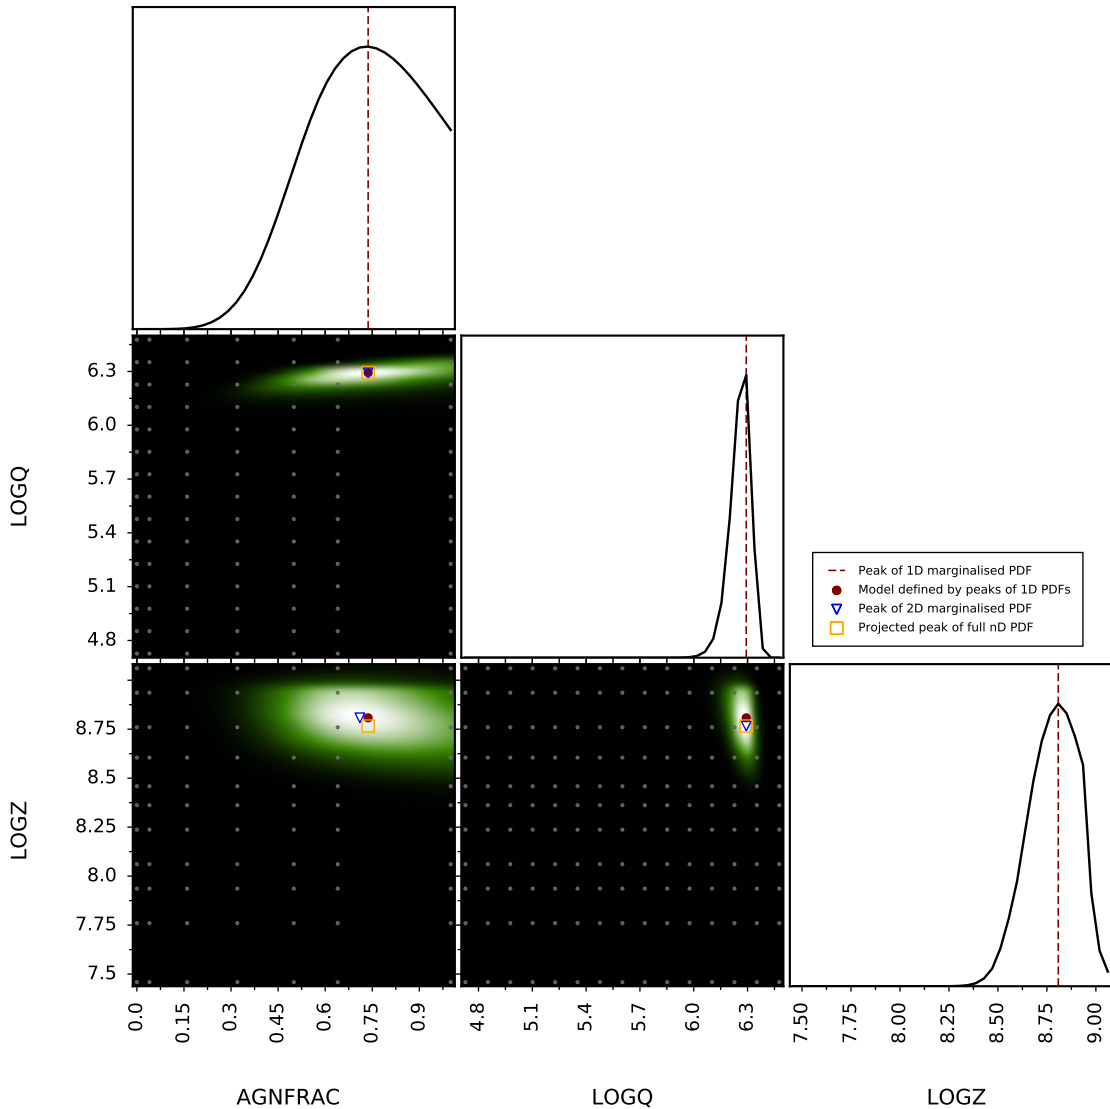 6.3
6.0
5.7
5.4
5.1
4.8
LOGQ
Peak of 1D marginalised PDF
Model defined by peaks of 1D PDFs
Peak of 2D marginalised PDF
Projected peak of full nD PDF
8.75
8.5
8.25
8.0
7.75
7.5
LOGZ
0.0 0.15 0.3 0.45 0.6 0.75 0.9
4.8 5.1 5.4 5.7 6.0 6.3
7.50 7.75 8.00 8.25 8.50 8.75 9.00
AGNFRAC LOGQ LOGZ